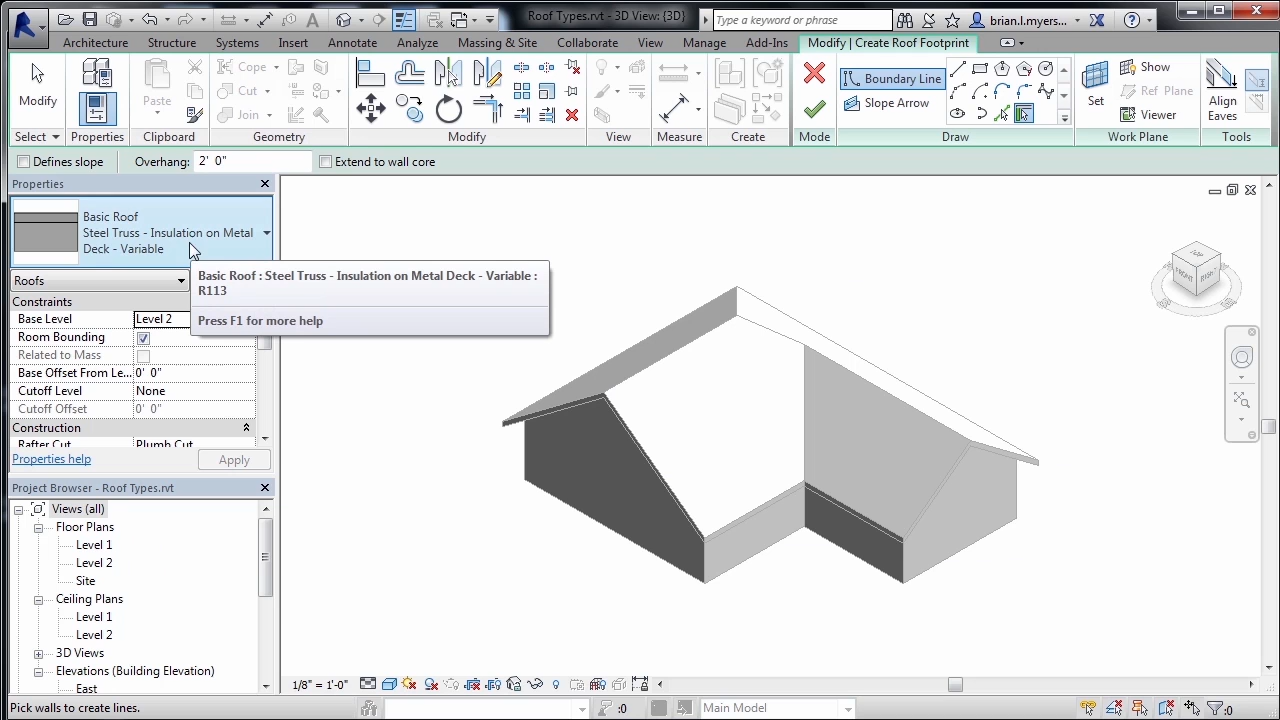 Roof Types.rvt - 3D View: {3D}
Type a keyword or phrase
brian.l.myers...
Architecture
Structure
Systems
Insert
Annotate
Analyze
Massing & Site
Collaborate
View
Manage
Add-Ins
Modify | Create Roof Footprint
Modify
Paste
Cope
Cut
Join
Boundary Line
Slope Arrow
Set
Show
Ref Plane
Viewer
Align
Eaves
Select
Properties
Clipboard
Geometry
Modify
View
Measure
Create
Mode
Draw
Work Plane
Tools
Defines slope
Overhang:
2' 0"
Extend to wall core
Properties
Basic Roof
Steel Truss - Insulation on Metal
Deck - Variable
Basic Roof : Steel Truss - Insulation on Metal Deck - Variable :
R113
Press F1 for more help
Roofs
Constraints
Base Level
Level 2
Room Bounding
Related to Mass
Base Offset From Le...
0' 0"
Cutoff Level
None
Cutoff Offset
0' 0"
Construction
Rafter Cut
Plumb Cut
Properties help
Apply
Project Browser - Roof Types.rvt
Views (all)
Floor Plans
Level 1
Level 2
Site
Ceiling Plans
Level 1
Level 2
3D Views
Elevations (Building Elevation)
East
TOP
FRONT
RIGHT
1/8" = 1'-0"
Pick walls to create lines.
:0
Main Model
:0